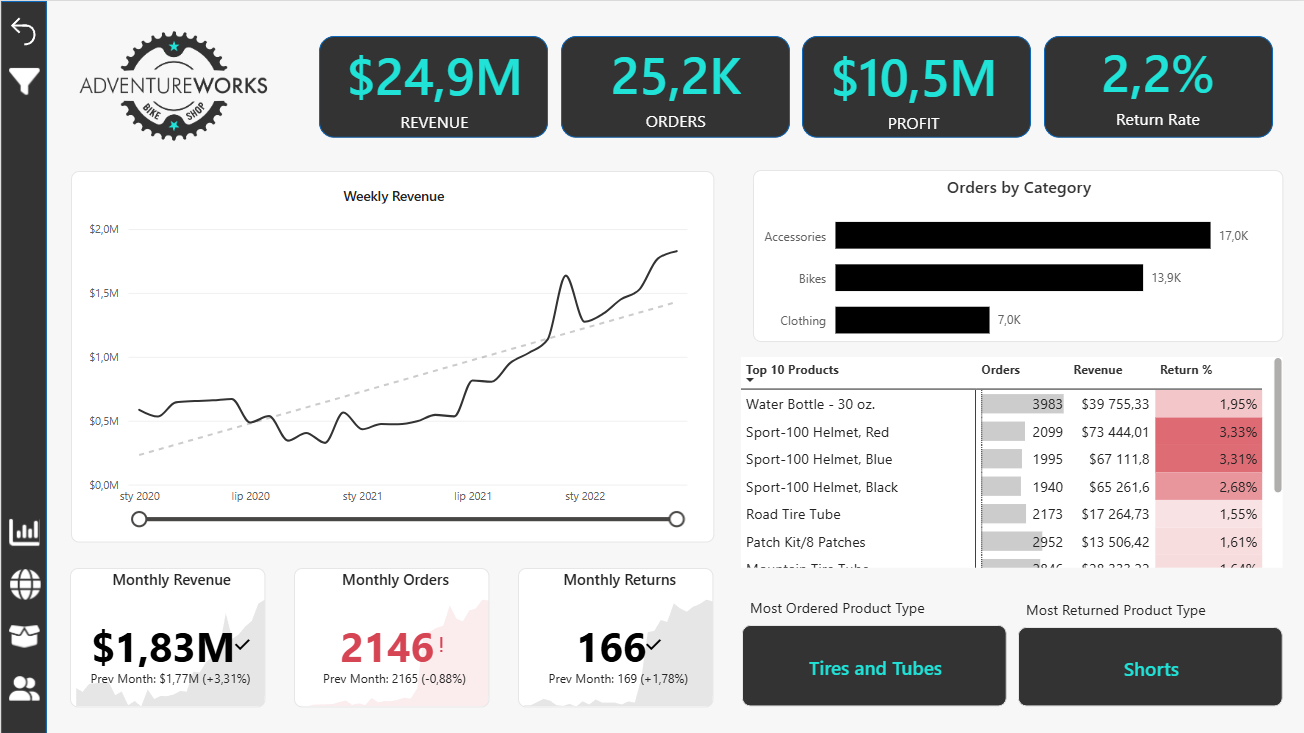 ADVENTUREWORKS
BIKE SHOP
$24,9M
REVENUE
25,2K
ORDERS
$10,5M
PROFIT
2,2%
Return Rate
Weekly Revenue
$2,0M
$1,5M
$1,0M
$0,5M
$0,0M
sty 2020 lip 2020 sty 2021 lip 2021 sty 2022
Orders by Category
Accessories 17,0K
Bikes 13,9K
Clothing 7,0K
Top 10 Products Orders Revenue Return %
Water Bottle - 30 oz. 3983 $39 755,33 1,95%
Sport-100 Helmet, Red 2099 $73 444,01 3,33%
Sport-100 Helmet, Blue 1995 $67 111,8 3,31%
Sport-100 Helmet, Black 1940 $65 261,6 2,68%
Road Tire Tube 2173 $17 264,73 1,55%
Patch Kit/8 Patches 2952 $13 506,42 1,61%
Mountain Tire Tube
Monthly Revenue
$1,83M
Prev Month: $1,77M (+3,31%)
Monthly Orders
2146!
Prev Month: 2165 (-0,88%)
Monthly Returns
166
Prev Month: 169 (+1,78%)
Most Ordered Product Type
Tires and Tubes
Most Returned Product Type
Shorts